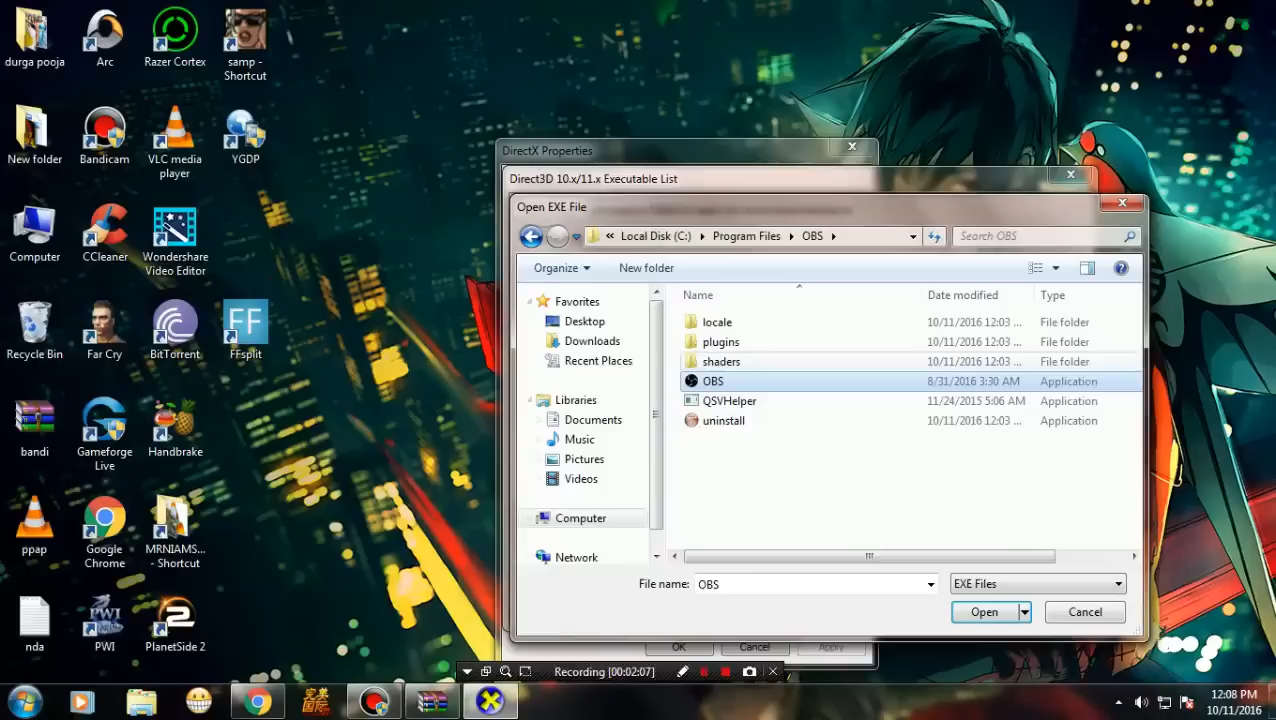 durga pooja
Arc
Razer Cortex
samp -
Shortcut
New folder
Bandicam
VLC media
player
YGDP
Computer
CCleaner
Wondershare
Video Editor
Recycle Bin
Far Cry
BitTorrent
FFsplit
FF
bandi
Gameforge
Live
Handbrake
ppap
Google
Chrome
MRNIAMS...
- Shortcut
nda
PWI
PWI
PlanetSide 2
DirectX Properties
Direct3D 10.x/11.x Executable List
Open EXE File
« Local Disk (C:) Program Files OBS
Search OBS
Organize New folder
Name Date modified Type
Favorites
Desktop
Downloads
Recent Places
Libraries
Documents
Music
Pictures
Videos
Computer
Network
locale 10/11/2016 12:03 ... File folder
plugins 10/11/2016 12:03 ... File folder
shaders 10/11/2016 12:03 ... File folder
OBS 8/31/2016 3:30 AM Application
QSVHelper 11/24/2015 5:06 AM Application
uninstall 10/11/2016 12:03 ... Application
File name: OBS EXE Files
Open Cancel
OK Cancel Apply
Recording [00:02:07]
完美
国际
12:08 PM
10/11/2016